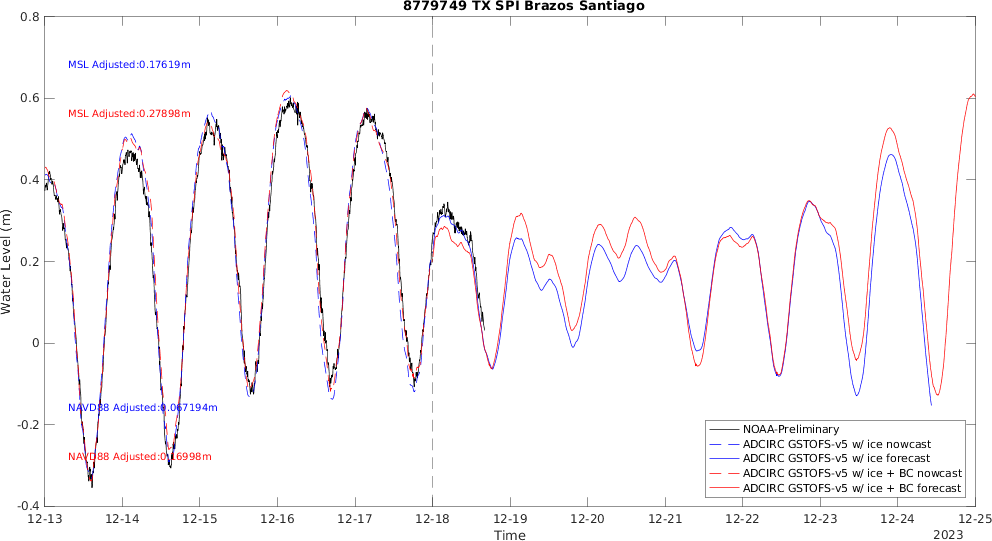 8779749 TX SPI Brazos Santiago
0.8
0.6
0.4
0.2
0
-0.2
-0.4
Water Level (m)
MSL Adjusted:0.17619m
MSL Adjusted:0.27898m
NAVD88 Adjusted:0.067194m
NAVD88 Adjusted:0.16998m
NOAA-Preliminary
ADCIRC GSTOFS-v5 w/ ice nowcast
ADCIRC GSTOFS-v5 w/ ice forecast
ADCIRC GSTOFS-v5 w/ ice + BC nowcast
ADCIRC GSTOFS-v5 w/ ice + BC forecast
12-13 12-14 12-15 12-16 12-17 12-18 12-19 12-20 12-21 12-22 12-23 12-24 12-25
Time
2023